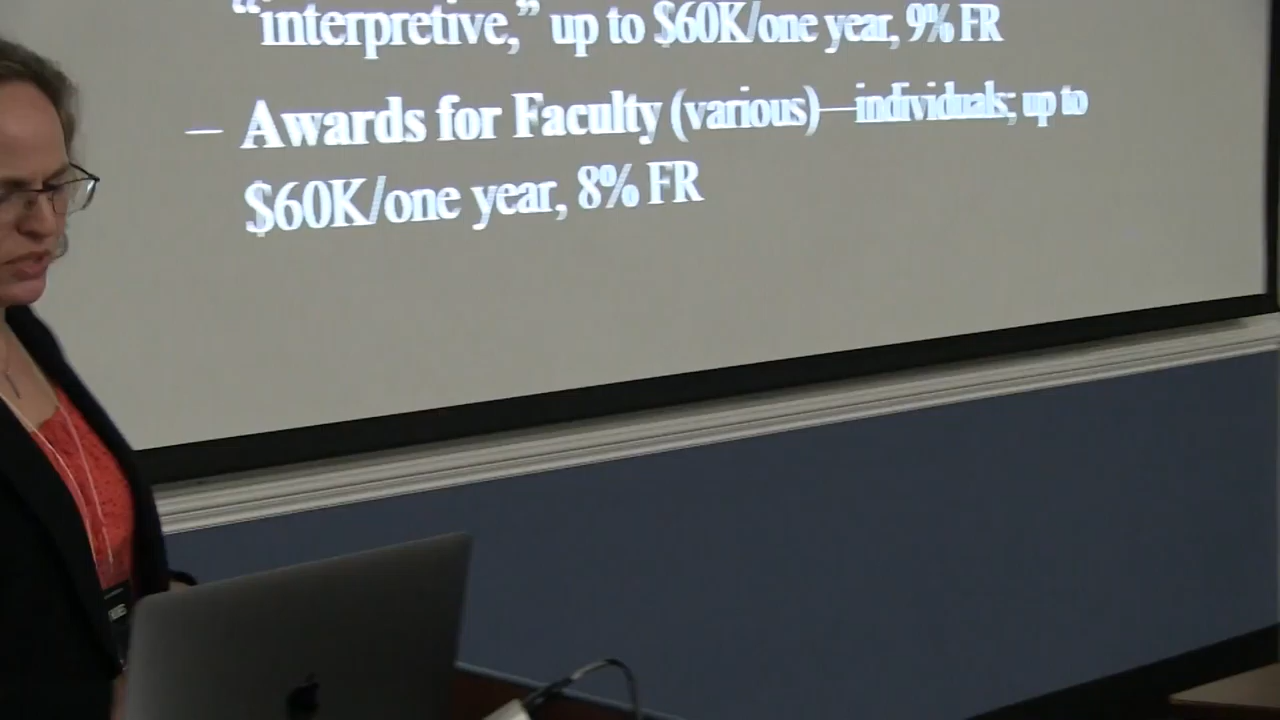 “interpretive,” up to $60K/one year, 9% FR
– Awards for Faculty (various)—individuals; up to
$60K/one year, 8% FR